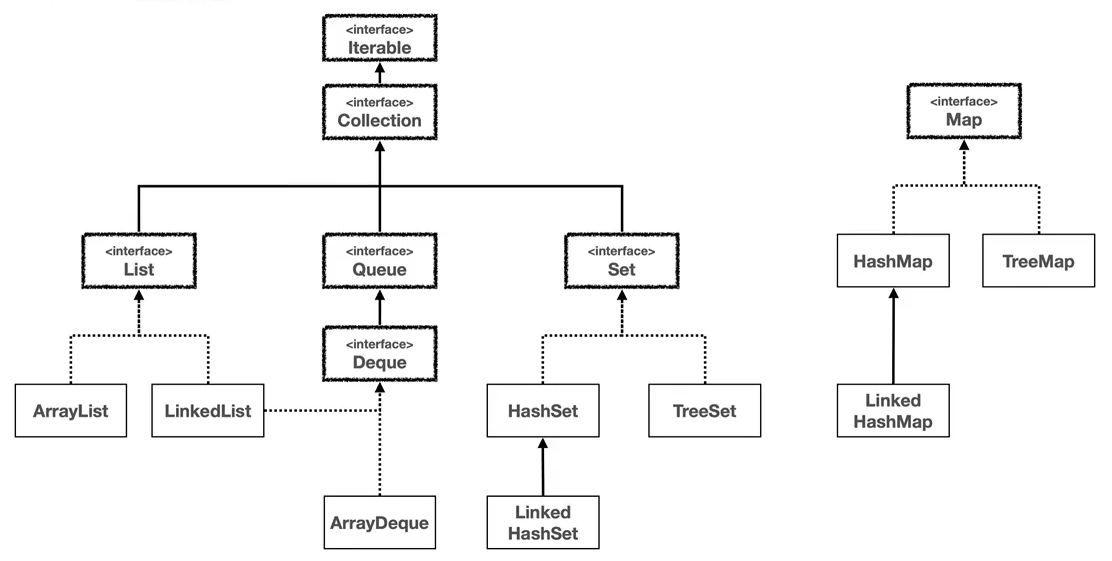 <interface>
Iterable
<interface>
Collection
<interface>
Map
<interface>
List
<interface>
Queue
<interface>
Set
HashMap
TreeMap
<interface>
Deque
ArrayList
LinkedList
HashSet
TreeSet
Linked
HashMap
ArrayDeque
Linked
HashSet